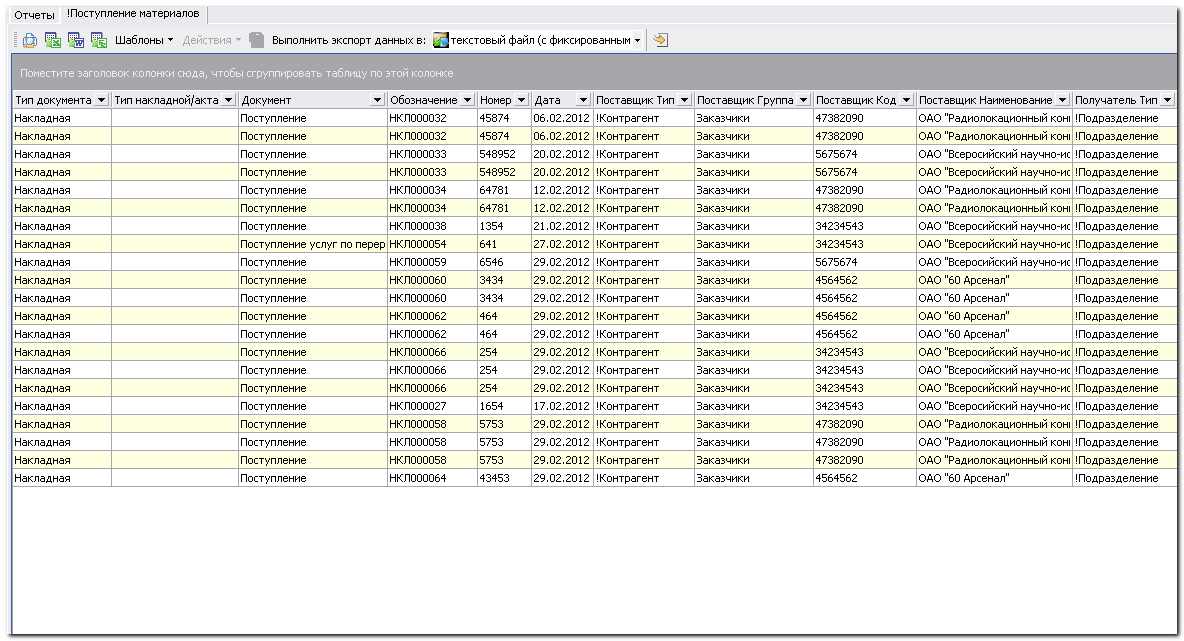 Отчеты !Поступление материалов
Шаблоны Действия Выполнить экспорт данных в: текстовый файл (с фиксированным
Поместите заголовок колонки сюда, чтобы сгруппировать таблицу по этой колонке
Тип документа Тип накладной/акта Документ Обозначение Номер Дата Поставщик Тип Поставщик Группа Поставщик Код Поставщик Наименование Получатель Тип
Накладная Поступление НКЛ000032 45874 06.02.2012 !Контрагент Заказчики 47382090 ОАО "Радиолокационный кон !Подразделение
Накладная Поступление НКЛ000032 45874 06.02.2012 !Контрагент Заказчики 47382090 ОАО "Радиолокационный кон !Подразделение
Накладная Поступление НКЛ000033 548952 20.02.2012 !Контрагент Заказчики 5675674 ОАО "Всеросийский научно-ис !Подразделение
Накладная Поступление НКЛ000033 548952 20.02.2012 !Контрагент Заказчики 5675674 ОАО "Всеросийский научно-ис !Подразделение
Накладная Поступление НКЛ000034 64781 12.02.2012 !Контрагент Заказчики 47382090 ОАО "Радиолокационный кон !Подразделение
Накладная Поступление НКЛ000034 64781 12.02.2012 !Контрагент Заказчики 47382090 ОАО "Радиолокационный кон !Подразделение
Накладная Поступление НКЛ000038 1354 21.02.2012 !Контрагент Заказчики 34234543 ОАО "Всеросийский научно-ис !Подразделение
Накладная Поступление услуг по перер НКЛ000054 641 27.02.2012 !Контрагент Заказчики 34234543 ОАО "Всеросийский научно-ис !Подразделение
Накладная Поступление НКЛ000059 6546 29.02.2012 !Контрагент Заказчики 5675674 ОАО "Всеросийский научно-ис !Подразделение
Накладная Поступление НКЛ000060 3434 29.02.2012 !Контрагент Заказчики 4564562 ОАО "60 Арсенал" !Подразделение
Накладная Поступление НКЛ000060 3434 29.02.2012 !Контрагент Заказчики 4564562 ОАО "60 Арсенал" !Подразделение
Накладная Поступление НКЛ000062 464 29.02.2012 !Контрагент Заказчики 4564562 ОАО "60 Арсенал" !Подразделение
Накладная Поступление НКЛ000062 464 29.02.2012 !Контрагент Заказчики 4564562 ОАО "60 Арсенал" !Подразделение
Накладная Поступление НКЛ000066 254 29.02.2012 !Контрагент Заказчики 34234543 ОАО "Всеросийский научно-ис !Подразделение
Накладная Поступление НКЛ000066 254 29.02.2012 !Контрагент Заказчики 34234543 ОАО "Всеросийский научно-ис !Подразделение
Накладная Поступление НКЛ000066 254 29.02.2012 !Контрагент Заказчики 34234543 ОАО "Всеросийский научно-ис !Подразделение
Накладная Поступление НКЛ000027 1654 17.02.2012 !Контрагент Заказчики 34234543 ОАО "Всеросийский научно-ис !Подразделение
Накладная Поступление НКЛ000058 5753 29.02.2012 !Контрагент Заказчики 47382090 ОАО "Радиолокационный кон !Подразделение
Накладная Поступление НКЛ000058 5753 29.02.2012 !Контрагент Заказчики 47382090 ОАО "Радиолокационный кон !Подразделение
Накладная Поступление НКЛ000058 5753 29.02.2012 !Контрагент Заказчики 47382090 ОАО "Радиолокационный кон !Подразделение
Накладная Поступление НКЛ000064 43453 29.02.2012 !Контрагент Заказчики 4564562 ОАО "60 Арсенал" !Подразделение